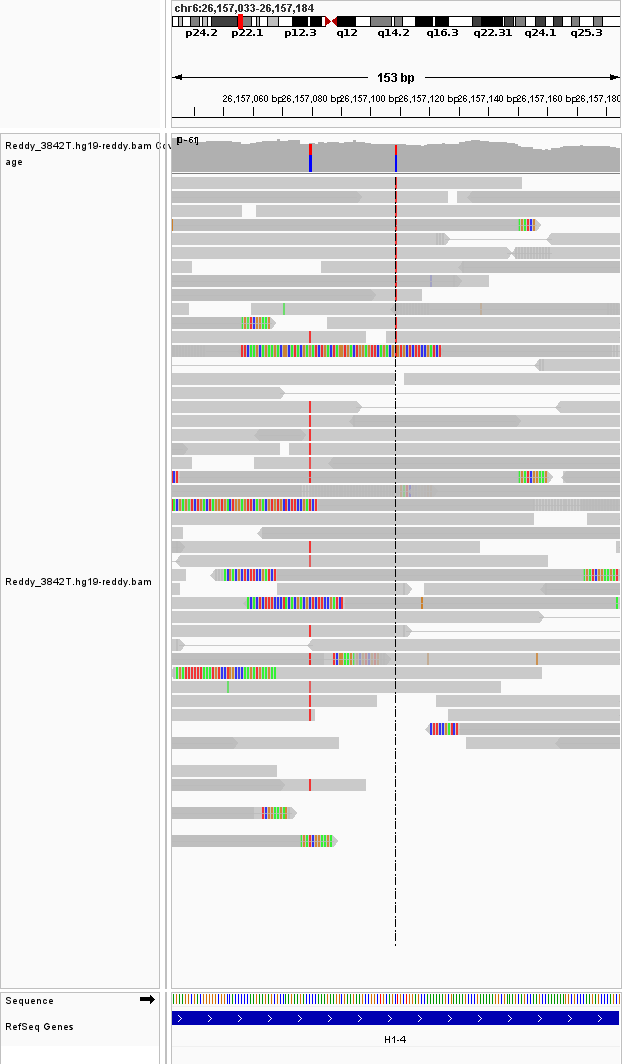 chr6:26,157,033-26,157,184
p24.2 p22.1 p12.3 q12 q14.2 q16.3 q22.31 q24.1 q25.3
153 bp
26,157,060 bp 26,157,080 bp 26,157,100 bp 26,157,120 bp 26,157,140 bp 26,157,160 bp 26,157,180
Reddy_3842T.hg19-reddy.bam Cov
age
[0-61]
Reddy_3842T.hg19-reddy.bam
Sequence
RefSeq Genes
H1-4